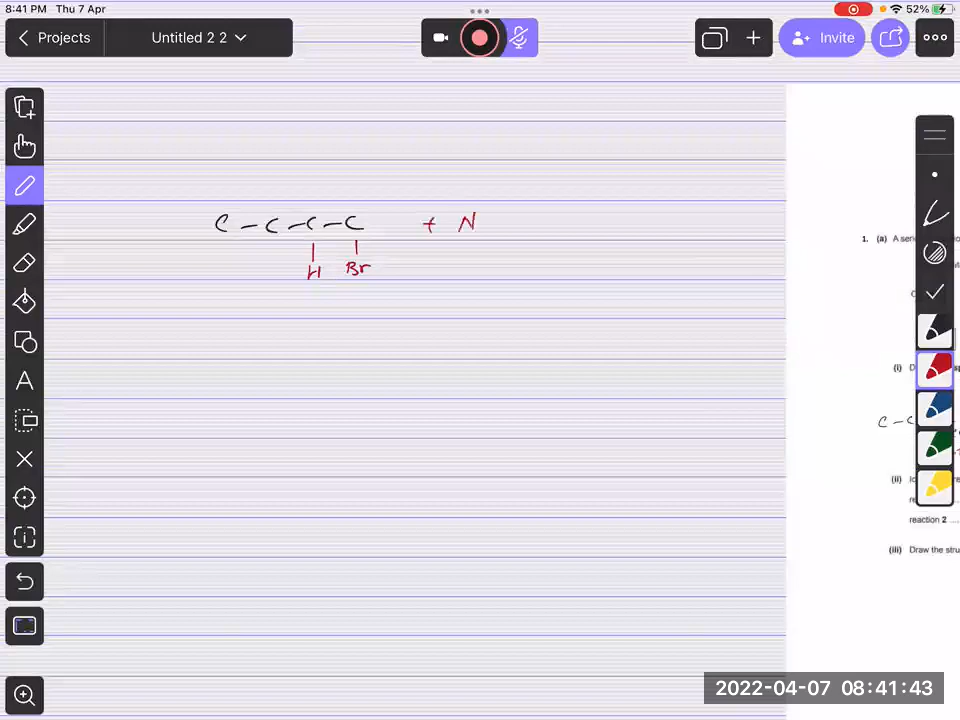 8:41 PM Thu 7 Apr
52%
Projects
Untitled 2 2
Invite
C - C - C - C + N
H Br
1. (a) A seri
(i) D
C - C
(ii)
reaction 2 ....
(iii) Draw the stru
2022-04-07 08:41:43